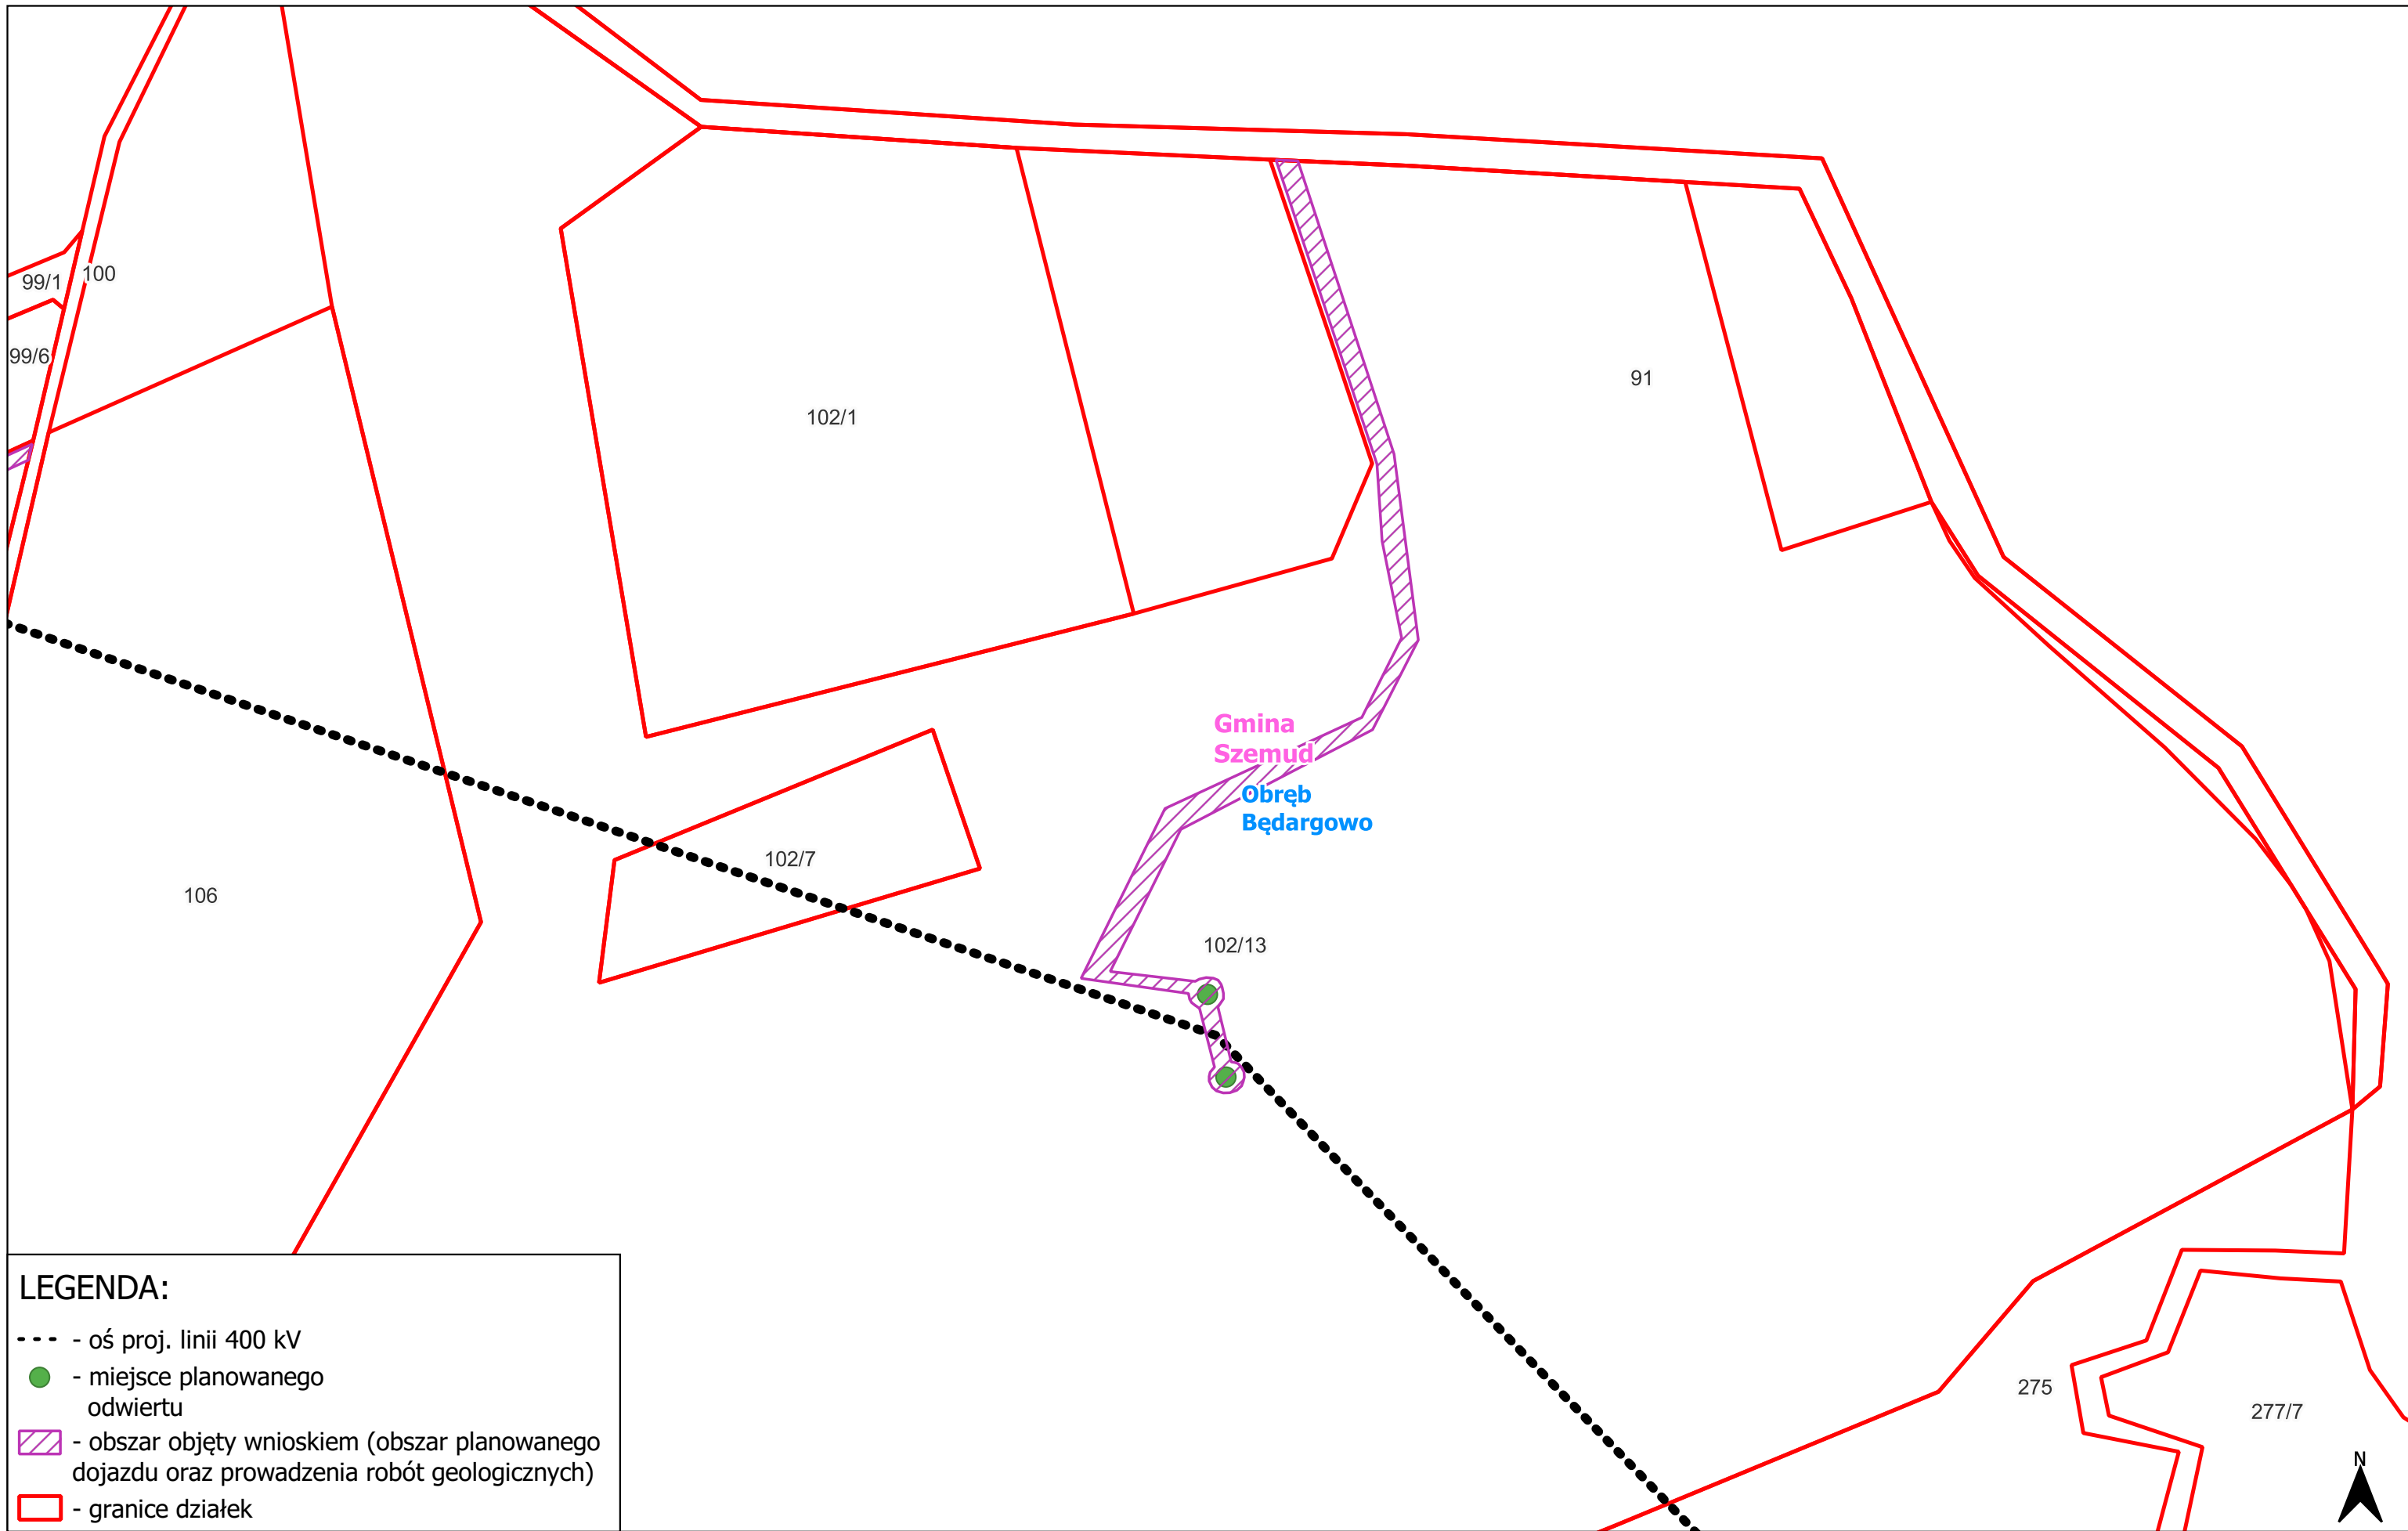 99/1
100
99/6
102/1
91
Gmina
Szemud
Obręb
Będargowo
102/7
106
102/13
275
277/7
N
LEGENDA:
- oś proj. linii 400 kV
- miejsce planowanego
odwiertu
- obszar objęty wnioskiem (obszar planowanego
dojazdu oraz prowadzenia robót geologicznych)
- granice działek